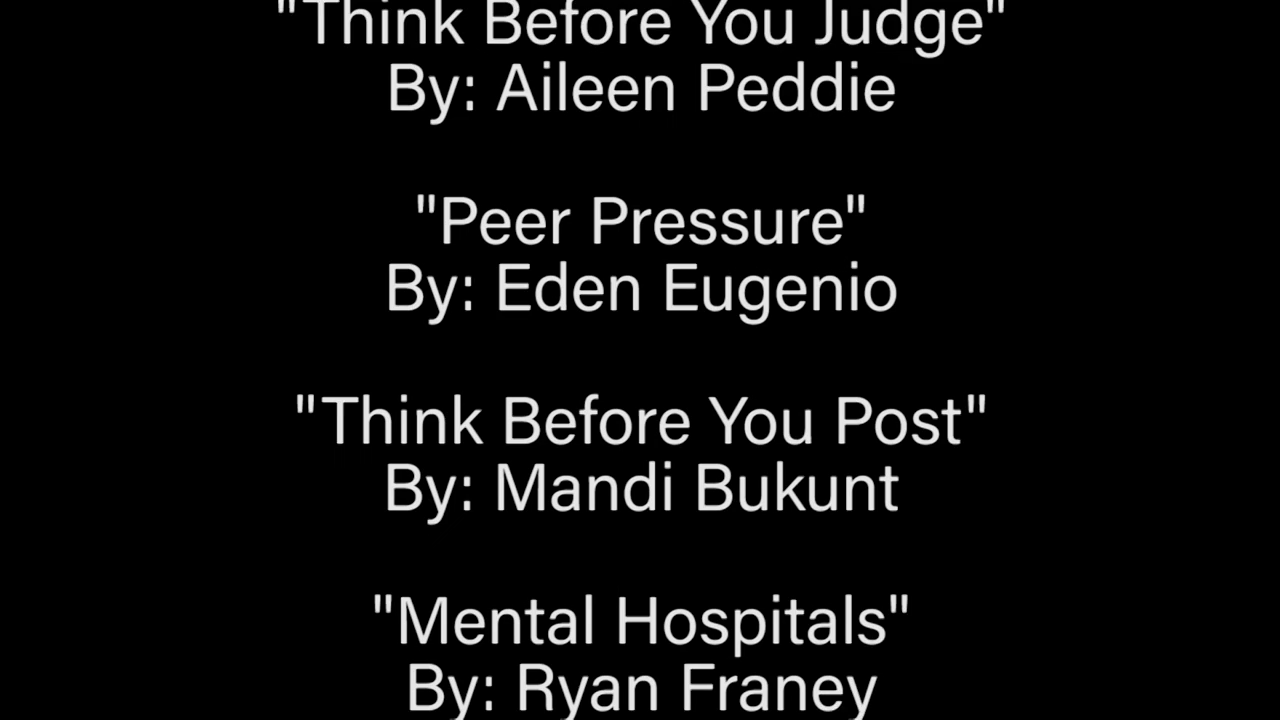 "Think Before You Judge"
By: Aileen Peddie
"Peer Pressure"
By: Eden Eugenio
"Think Before You Post"
By: Mandi Bukunt
"Mental Hospitals"
By: Ryan Franey